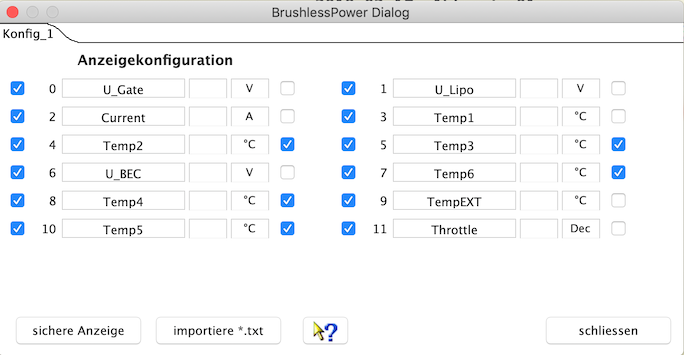 BrushlessPower Dialog
Konfig_1
Anzeigekonfiguration
0 U_Gate V 1 U_Lipo V
2 Current A 3 Temp1 °C
4 Temp2 °C 5 Temp3 °C
6 U_BEC V 7 Temp6 °C
8 Temp4 °C 9 TempEXT °C
10 Temp5 °C 11 Throttle Dec
sichere Anzeige importiere *.txt ? schliessen